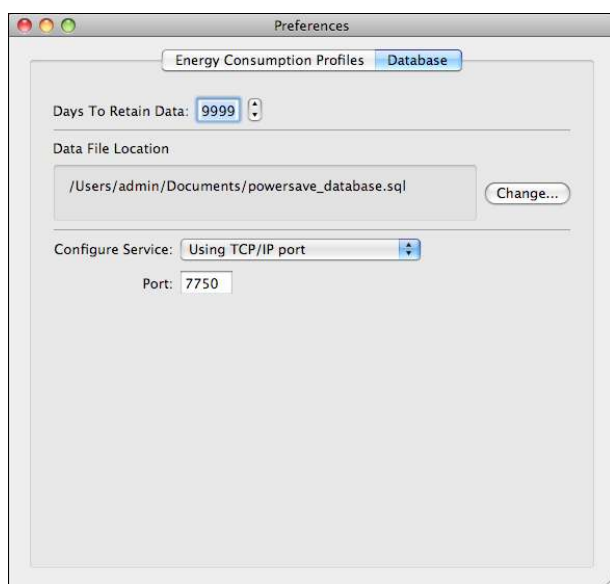 Preferences
Energy Consumption Profiles Database
Days To Retain Data: 9999
Data File Location
/Users/admin/Documents/powersave_database.sql
Change...
Configure Service: Using TCP/IP port
Port: 7750